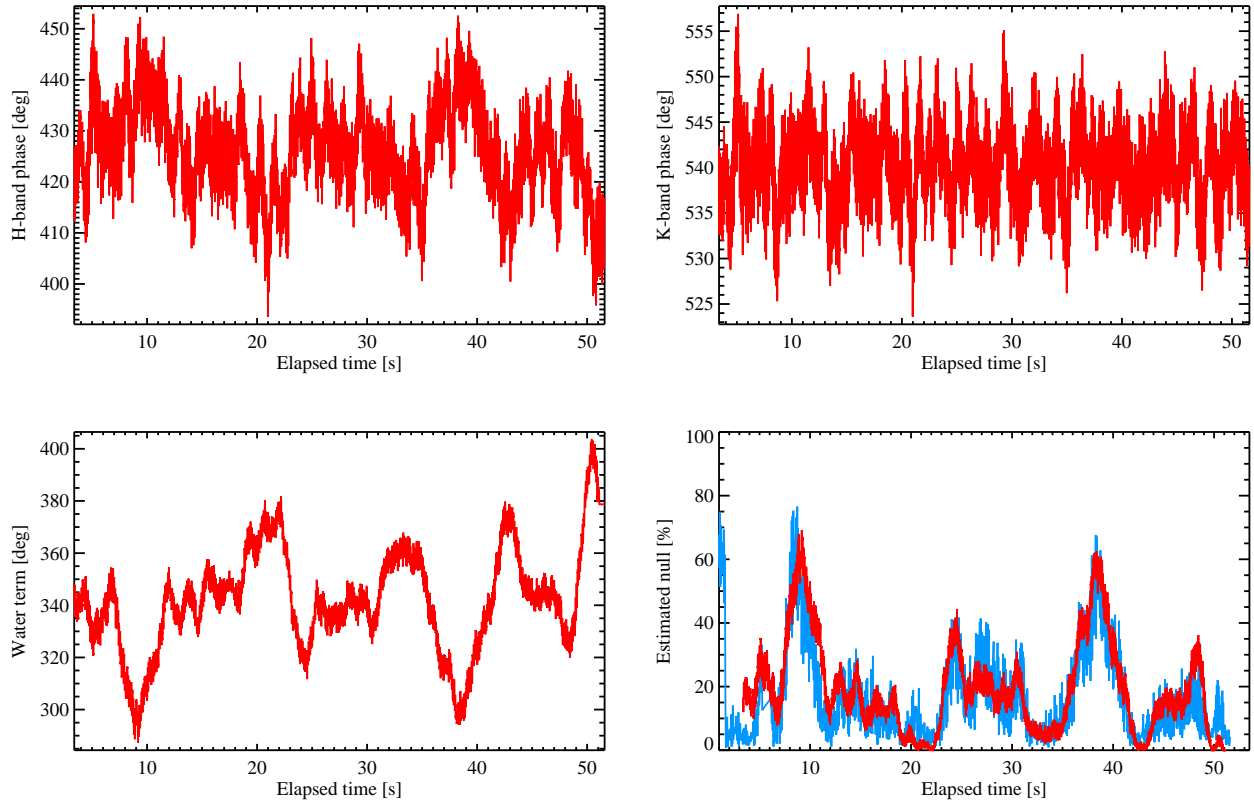 H-band phase [deg]
450
440
430
420
410
400
10 20 30 40 50
Elapsed time [s]
K-band phase [deg]
555
550
545
540
535
530
525
10 20 30 40 50
Elapsed time [s]
Water term [deg]
400
380
360
340
320
300
10 20 30 40 50
Elapsed time [s]
Estimated null [%]
100
80
60
40
20
0
10 20 30 40 50
Elapsed time [s]